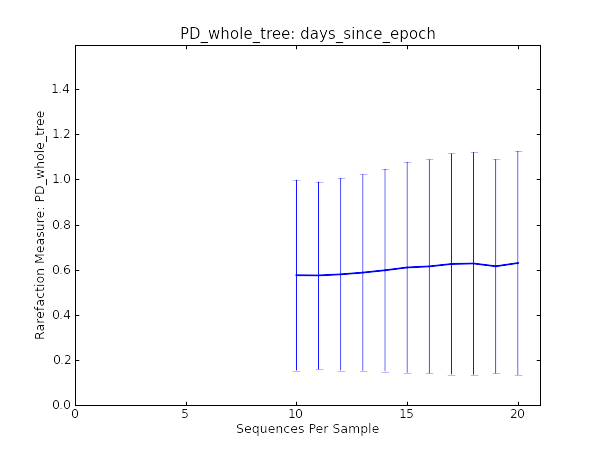 PD_whole_tree: days_since_epoch
Rarefaction Measure: PD_whole_tree
1.4
1.2
1.0
0.8
0.6
0.4
0.2
0.0
0 5 10 15 20
Sequences Per Sample